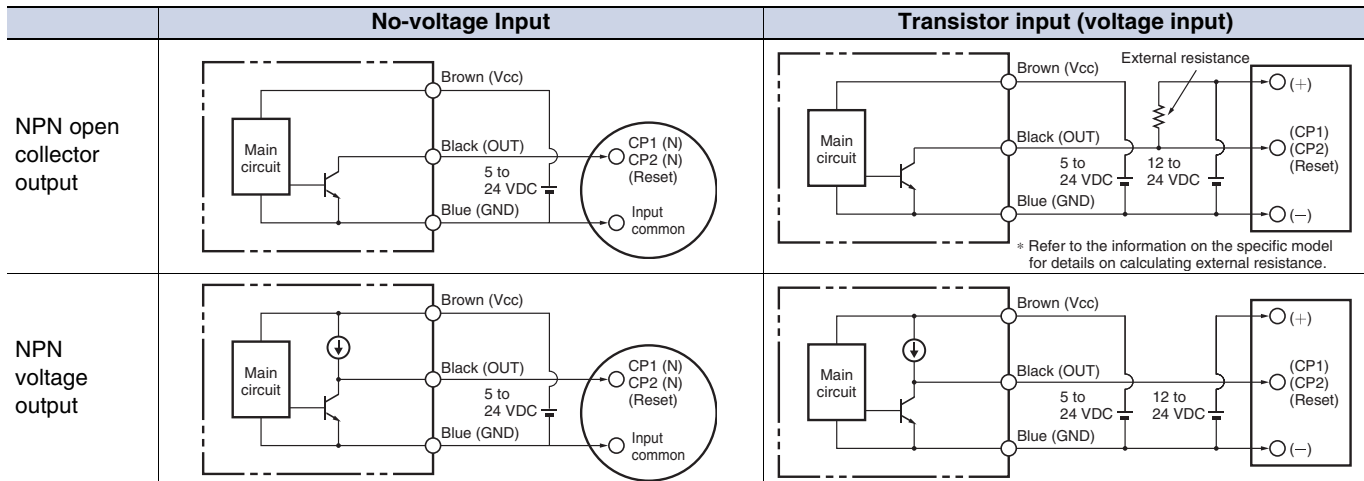 No-voltage Input
Transistor input (voltage input)
NPN open
collector
output
Main
circuit
Brown (Vcc)
Black (OUT)
5 to
24 VDC
Blue (GND)
CP1 (N)
CP2 (N)
(Reset)
Input
common
Main
circuit
Brown (Vcc)
Black (OUT)
Blue (GND)
5 to
24 VDC
12 to
24 VDC
External resistance
(+)
(CP1)
(CP2)
(Reset)
(−)
* Refer to the information on the specific model
for details on calculating external resistance.
NPN
voltage
output
Main
circuit
Brown (Vcc)
Black (OUT)
5 to
24 VDC
Blue (GND)
CP1 (N)
CP2 (N)
(Reset)
Input
common
Main
circuit
Brown (Vcc)
Black (OUT)
Blue (GND)
5 to
24 VDC
12 to
24 VDC
(+)
(CP1)
(CP2)
(Reset)
(−)